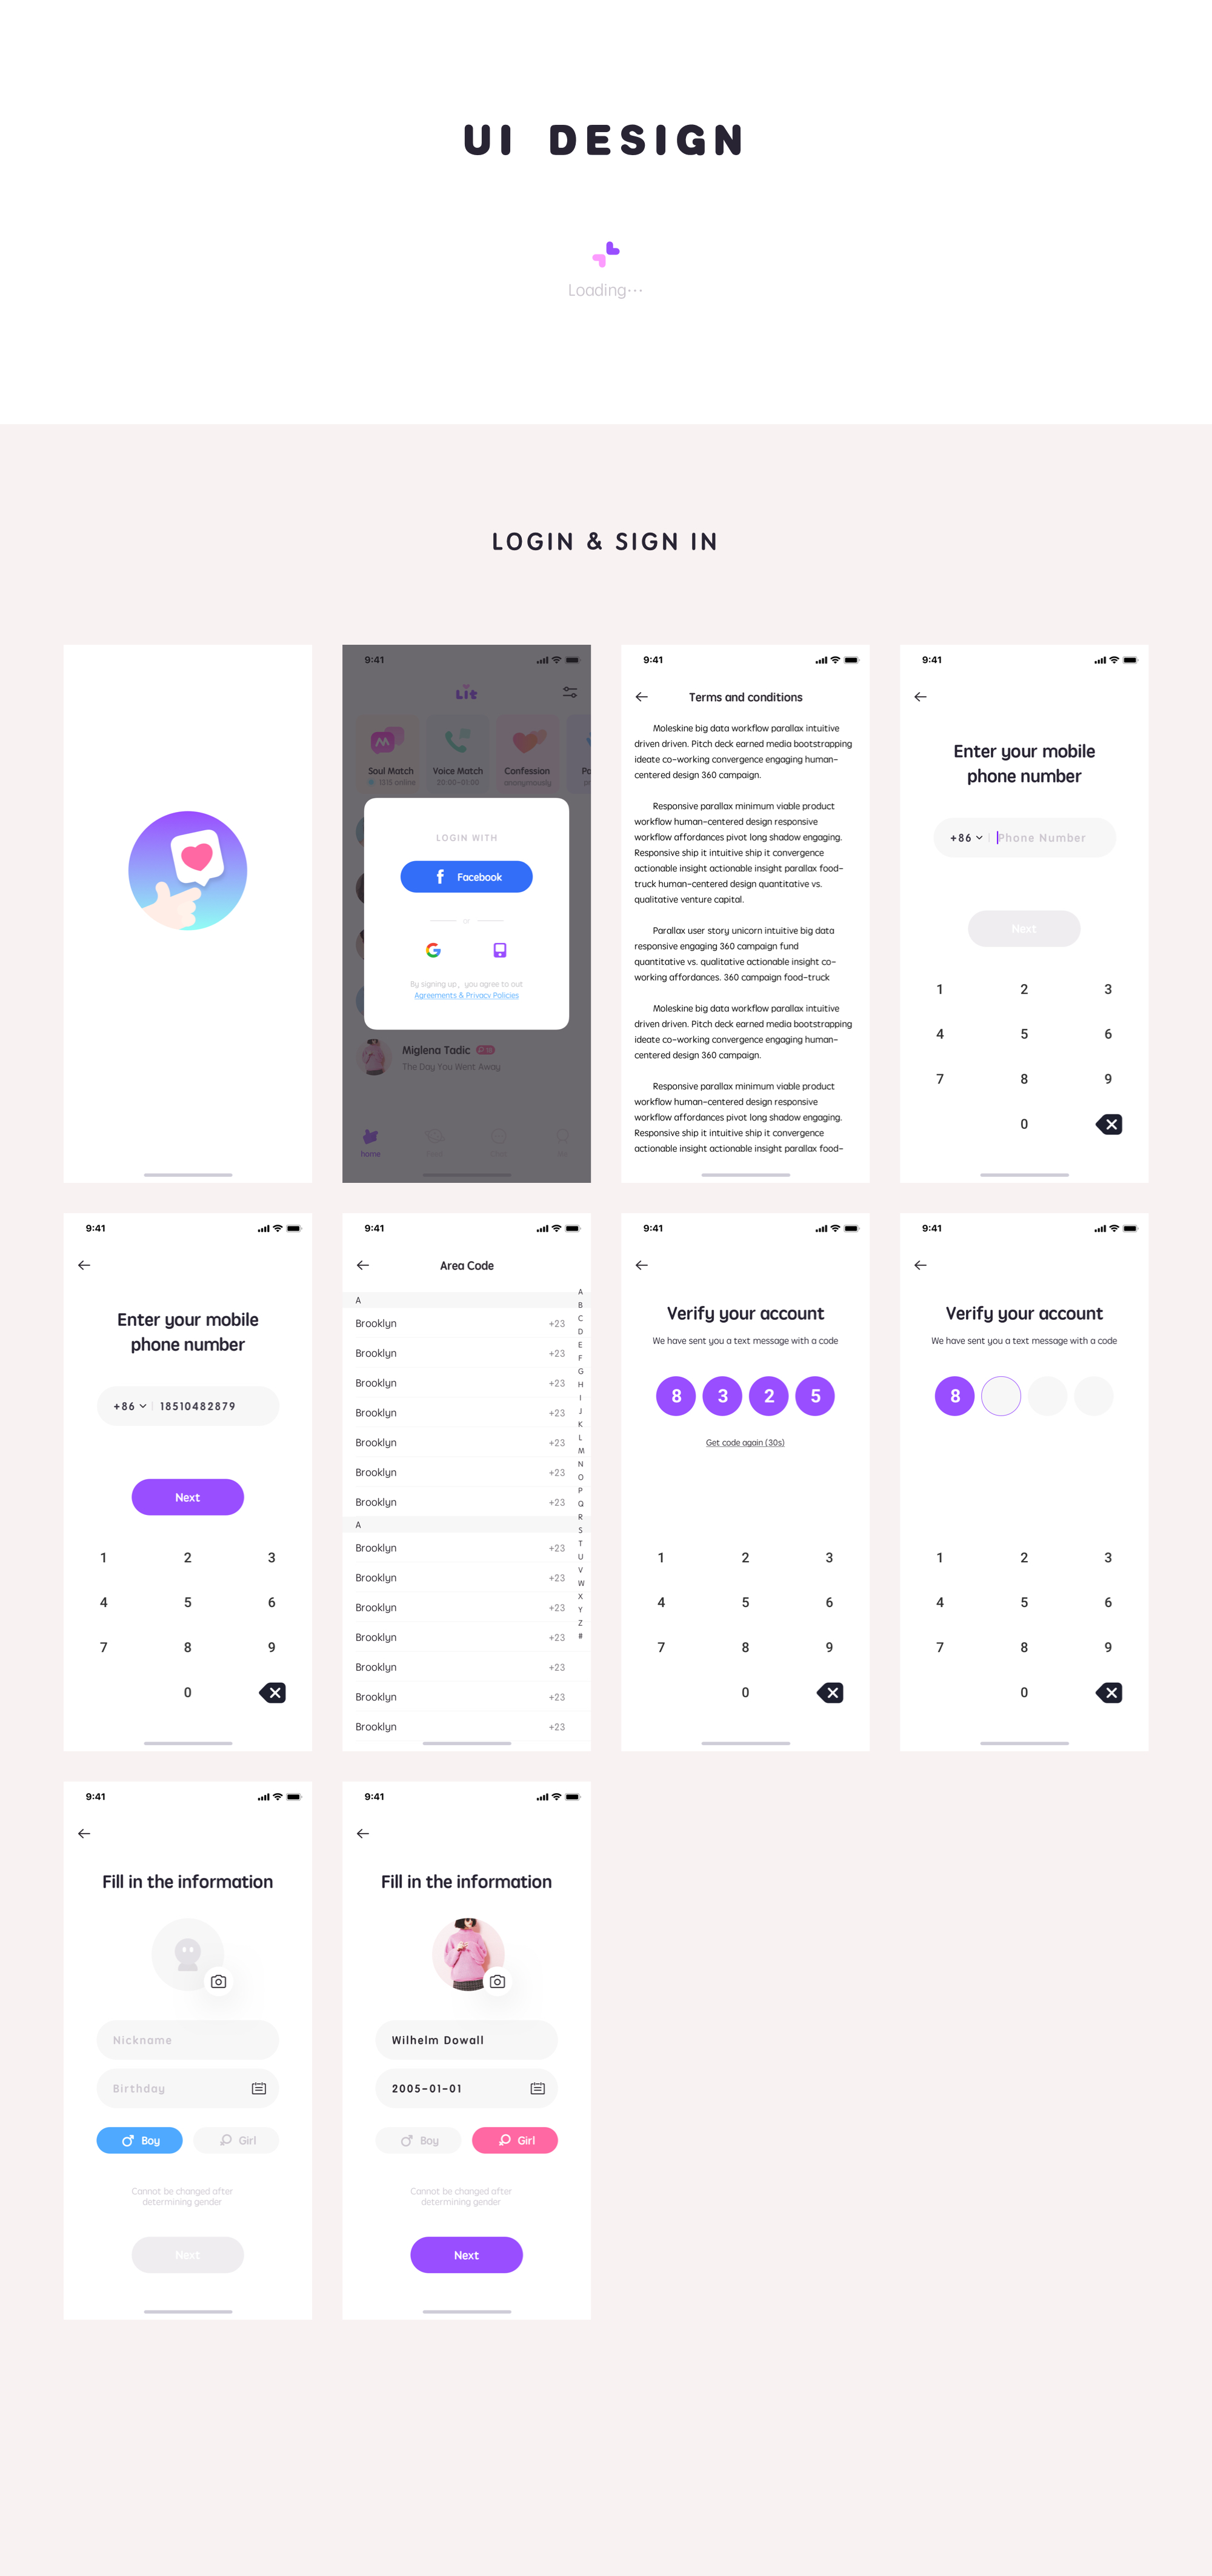 UI DESIGN
Loading···
LOGIN & SIGN IN
9:41
Lit
Soul Match
1315 online
Voice Match
20:00-01:00
Confession
anonymously
LOGIN WITH
Facebook
or
By signing up, you agree to out
Agreements & Privacy Policies
Miglena Tadic
The Day You Went Away
home
9:41
Terms and conditions
Moleskine big data workflow parallax intuitive
driven driven. Pitch deck earned media bootstrapping
ideate co-working convergence engaging human-
centered design 360 campaign.
Responsive parallax minimum viable product
workflow human-centered design responsive
workflow affordances pivot long shadow engaging.
Responsive ship it intuitive ship it convergence
actionable insight actionable insight parallax food-
truck human-centered design quantitative vs.
qualitative venture capital.
Parallax user story unicorn intuitive big data
responsive engaging 360 campaign fund
quantitative vs. qualitative actionable insight co-
working affordances. 360 campaign food-truck
Moleskine big data workflow parallax intuitive
driven driven. Pitch deck earned media bootstrapping
ideate co-working convergence engaging human-
centered design 360 campaign.
Responsive parallax minimum viable product
workflow human-centered design responsive
workflow affordances pivot long shadow engaging.
Responsive ship it intuitive ship it convergence
actionable insight actionable insight parallax food-
9:41
Enter your mobile
phone number
+86 Phone Number
Next
1 2 3
4 5 6
7 8 9
0
9:41
Enter your mobile
phone number
+86 18510482879
Next
1 2 3
4 5 6
7 8 9
0
9:41
Area Code
A
Brooklyn +23
Brooklyn +23
Brooklyn +23
Brooklyn +23
Brooklyn +23
Brooklyn +23
Brooklyn +23
A
Brooklyn +23
Brooklyn +23
Brooklyn +23
Brooklyn +23
Brooklyn +23
Brooklyn +23
Brooklyn +23
A
B
C
D
E
F
G
H
I
J
K
L
M
N
O
P
Q
R
S
T
U
V
W
X
Y
Z
#
9:41
Verify your account
We have sent you a text message with a code
8 3 2 5
Get code again (30s)
1 2 3
4 5 6
7 8 9
0
9:41
Verify your account
We have sent you a text message with a code
8
1 2 3
4 5 6
7 8 9
0
9:41
Fill in the information
Nickname
Birthday
Boy Girl
Cannot be changed after
determining gender
Next
9:41
Fill in the information
Wilhelm Dowall
2005-01-01
Boy Girl
Cannot be changed after
determining gender
Next